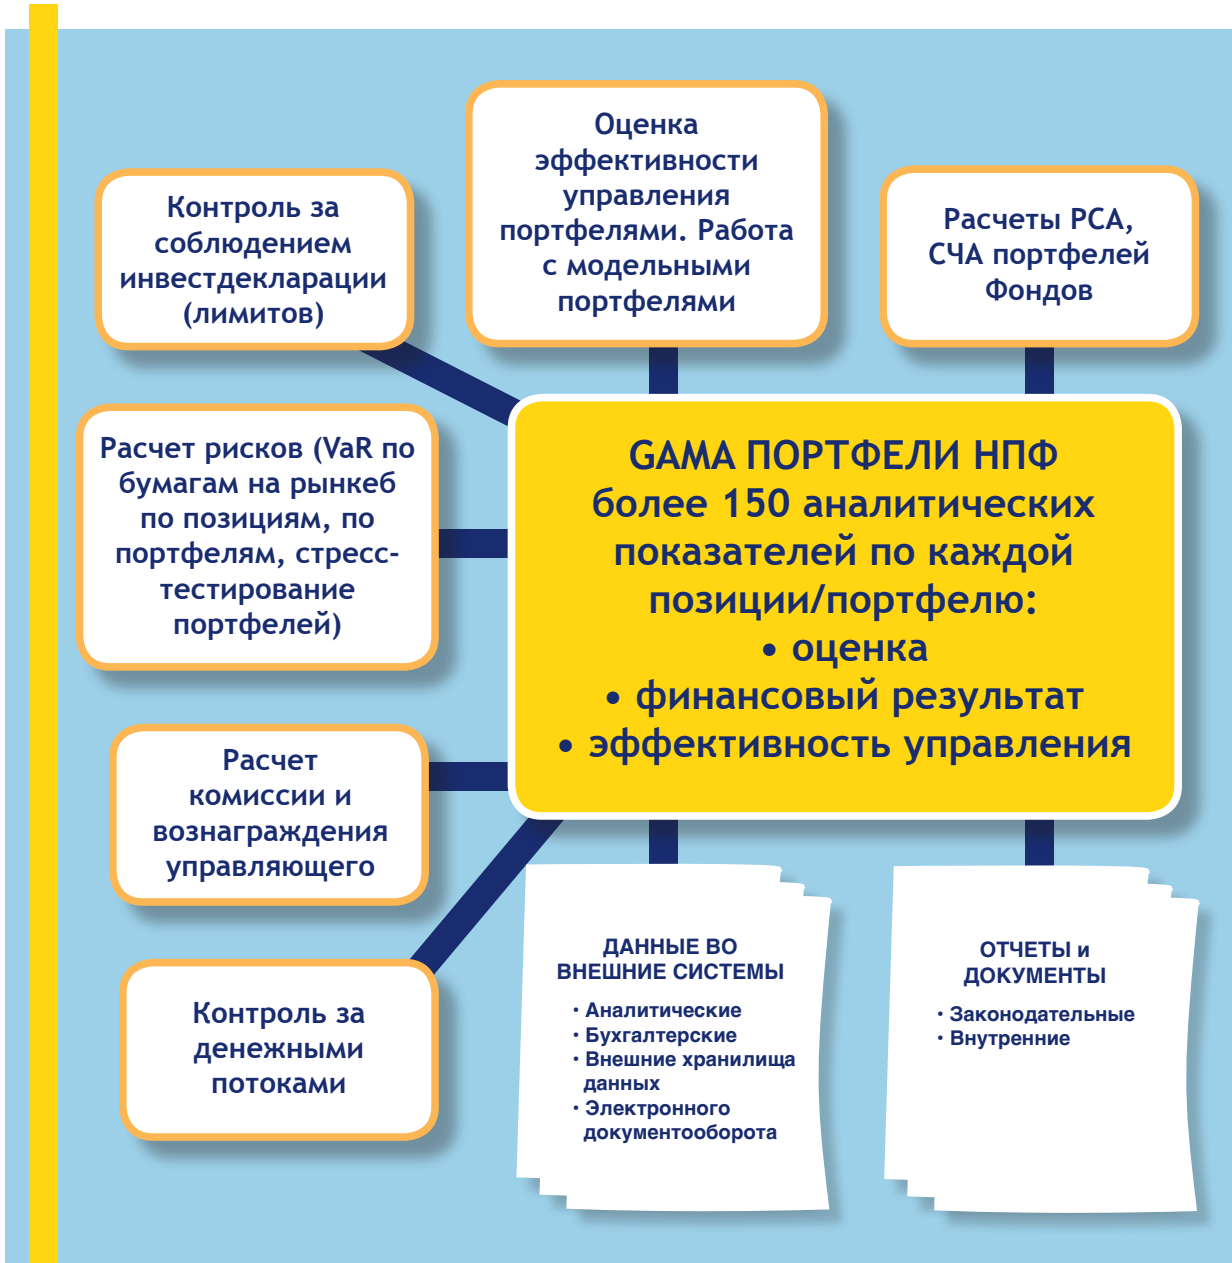 Оценка
эффективности
управления
портфелями. Работа
с модельными
портфелями
Контроль за
соблюдением
инвестдекларации
(лимитов)
Расчеты РСА,
СЧА портфелей
Фондов
Расчет рисков (VaR по
бумагам на рынкеб
по позициям, по
портфелям, стресс-
тестирование
портфелей)
GAMA ПОРТФЕЛИ НПФ
более 150 аналитических
показателей по каждой
позиции/портфелю:
• оценка
• финансовый результат
• эффективность управления
Расчет
комиссии и
вознаграждения
управляющего
Контроль за
денежными
потоками
ДАННЫЕ ВО
ВНЕШНИЕ СИСТЕМЫ
• Аналитические
• Бухгалтерские
• Внешние хранилища
данных
• Электронного
документооборота
ОТЧЕТЫ и
ДОКУМЕНТЫ
• Законодательные
• Внутренние